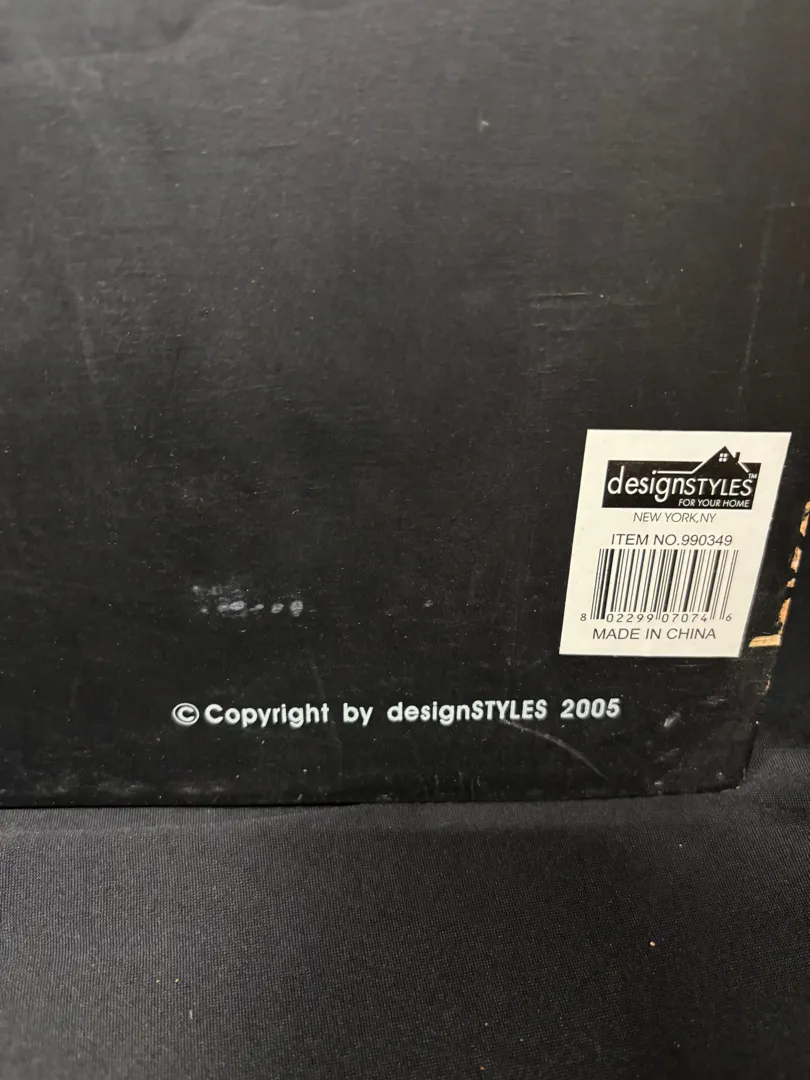 designSTYLES™
FOR YOUR HOME
NEW YORK,NY
ITEM NO.990349
8 02299 07074 6
MADE IN CHINA
©Copyright by designSTYLES 2005